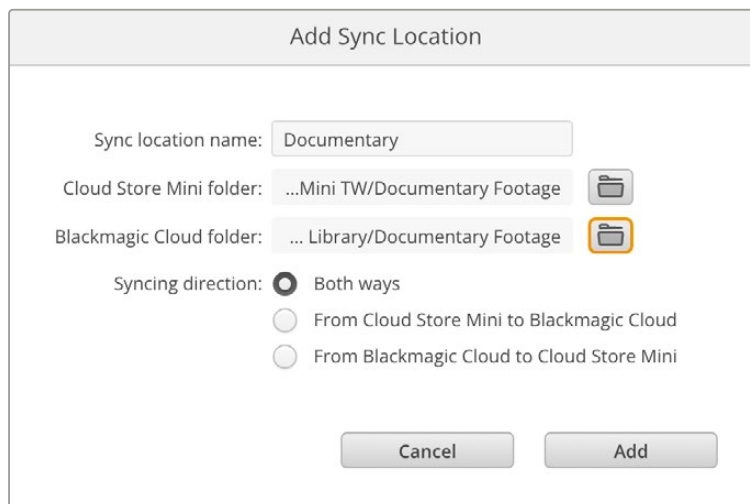 Add Sync Location
Sync location name: Documentary
Cloud Store Mini folder: ...Mini TW/Documentary Footage
Blackmagic Cloud folder: ... Library/Documentary Footage
Syncing direction: Both ways
From Cloud Store Mini to Blackmagic Cloud
From Blackmagic Cloud to Cloud Store Mini
Cancel Add